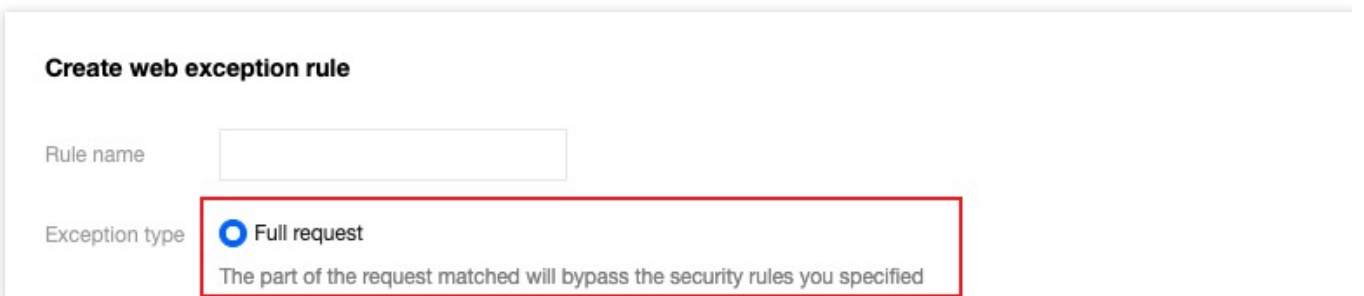 Create web exception rule
Rule name
Exception type Full request
The part of the request matched will bypass the security rules you specified